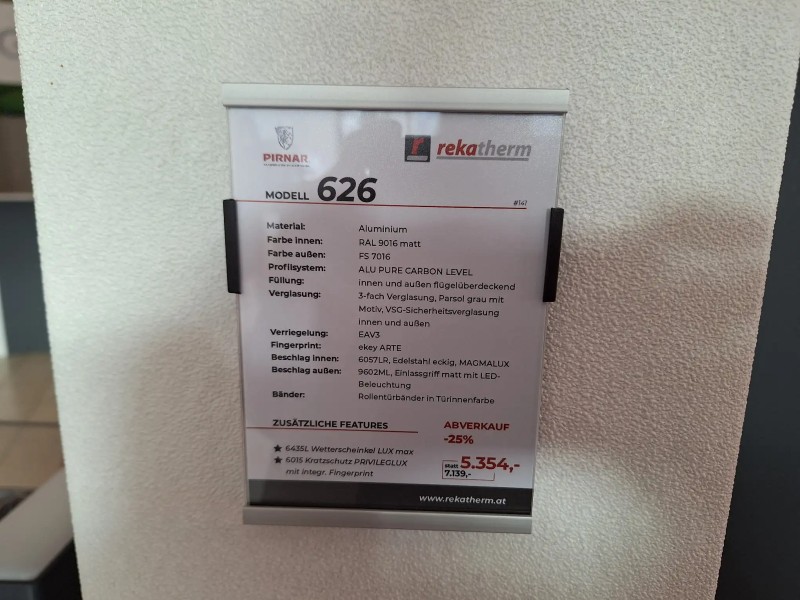 PIRNAR
rekatherm
MODELL 626
#147
Material: Aluminium
Farbe innen: RAL 9016 matt
Farbe außen: FS 7016
Profilsystem: ALU PURE CARBON LEVEL
Füllung: innen und außen flügelüberdeckend
Verglasung: 3-fach Verglasung, Parsol grau mit
Motiv, VSG-Sicherheitsverglasung
innen und außen
Verriegelung: EAV3
Fingerprint: ekey ARTE
Beschlag innen: 6057LR, Edelstahl eckig, MAGMALUX
Beschlag außen: 9602ML, Einlassgriff matt mit LED-
Beleuchtung
Bänder: Rollentürbänder in Türinnenfarbe
ZUSÄTZLICHE FEATURES
★ 6435L Wetterscheinkel LUX max
★ 6015 Kratzschutz PRIVILEGLUX
mit integr. Fingerprint
ABVERKAUF
-25%
statt 5.354,-
7.139,-
www.rekatherm.at